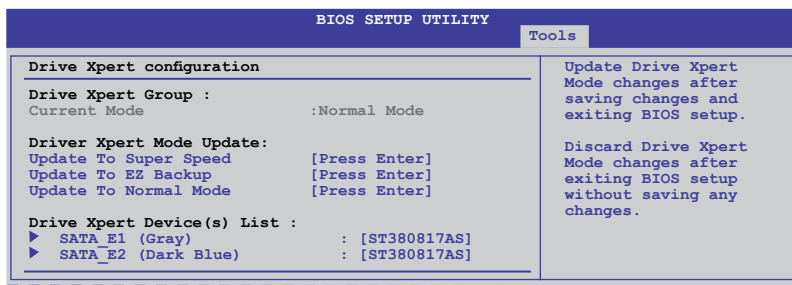 BIOS SETUP UTILITY
Tools
Drive Xpert configuration
Drive Xpert Group :
Current Mode :Normal Mode
Driver Xpert Mode Update:
Update To Super Speed [Press Enter]
Update To EZ Backup [Press Enter]
Update To Normal Mode [Press Enter]
Drive Xpert Device(s) List :
SATA_E1 (Gray) : [ST380817AS]
SATA_E2 (Dark Blue) : [ST380817AS]
Update Drive Xpert
Mode changes after
saving changes and
exiting BIOS setup.
Discard Drive Xpert
Mode changes after
exiting BIOS setup
without saving any
changes.